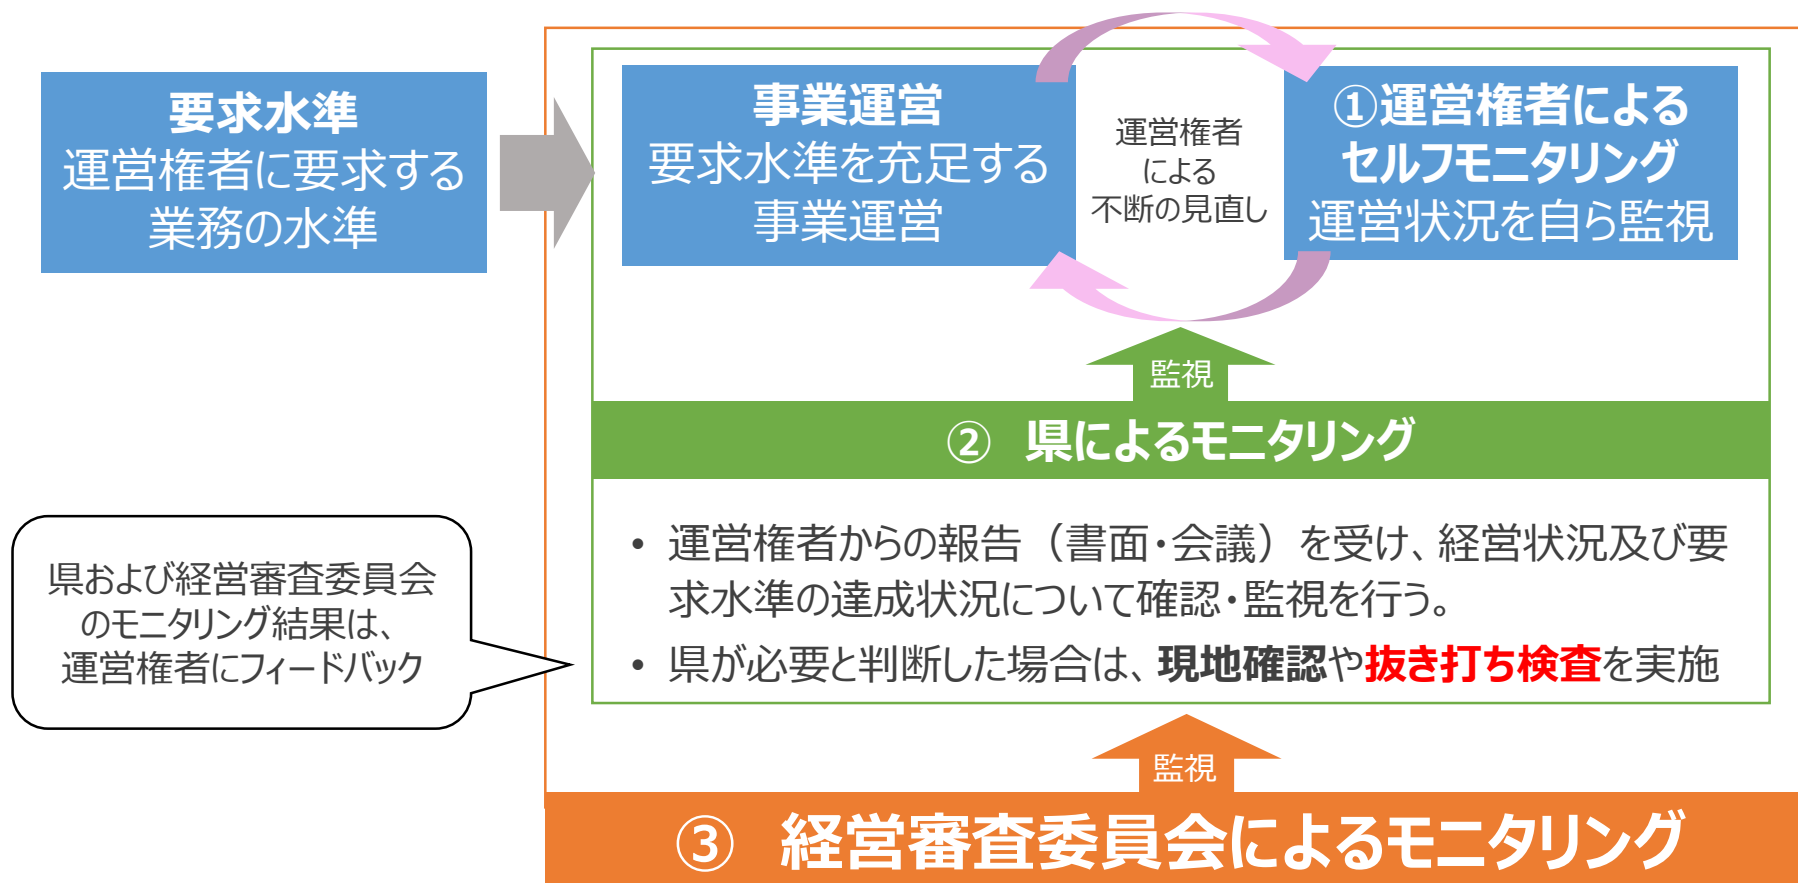 要求水準
運営権者に要求する
業務の水準
事業運営
要求水準を充足する
事業運営
運営権者
による
不断の見直し
①運営権者による
セルフモニタリング
運営状況を自ら監視
監視
② 県によるモニタリング
• 運営権者からの報告（書面・会議）を受け、経営状況及び要
求水準の達成状況について確認・監視を行う。
• 県が必要と判断した場合は、現地確認や抜き打ち検査を実施
県および経営審査委員会
のモニタリング結果は、
運営権者にフィードバック
監視
③ 経営審査委員会によるモニタリング